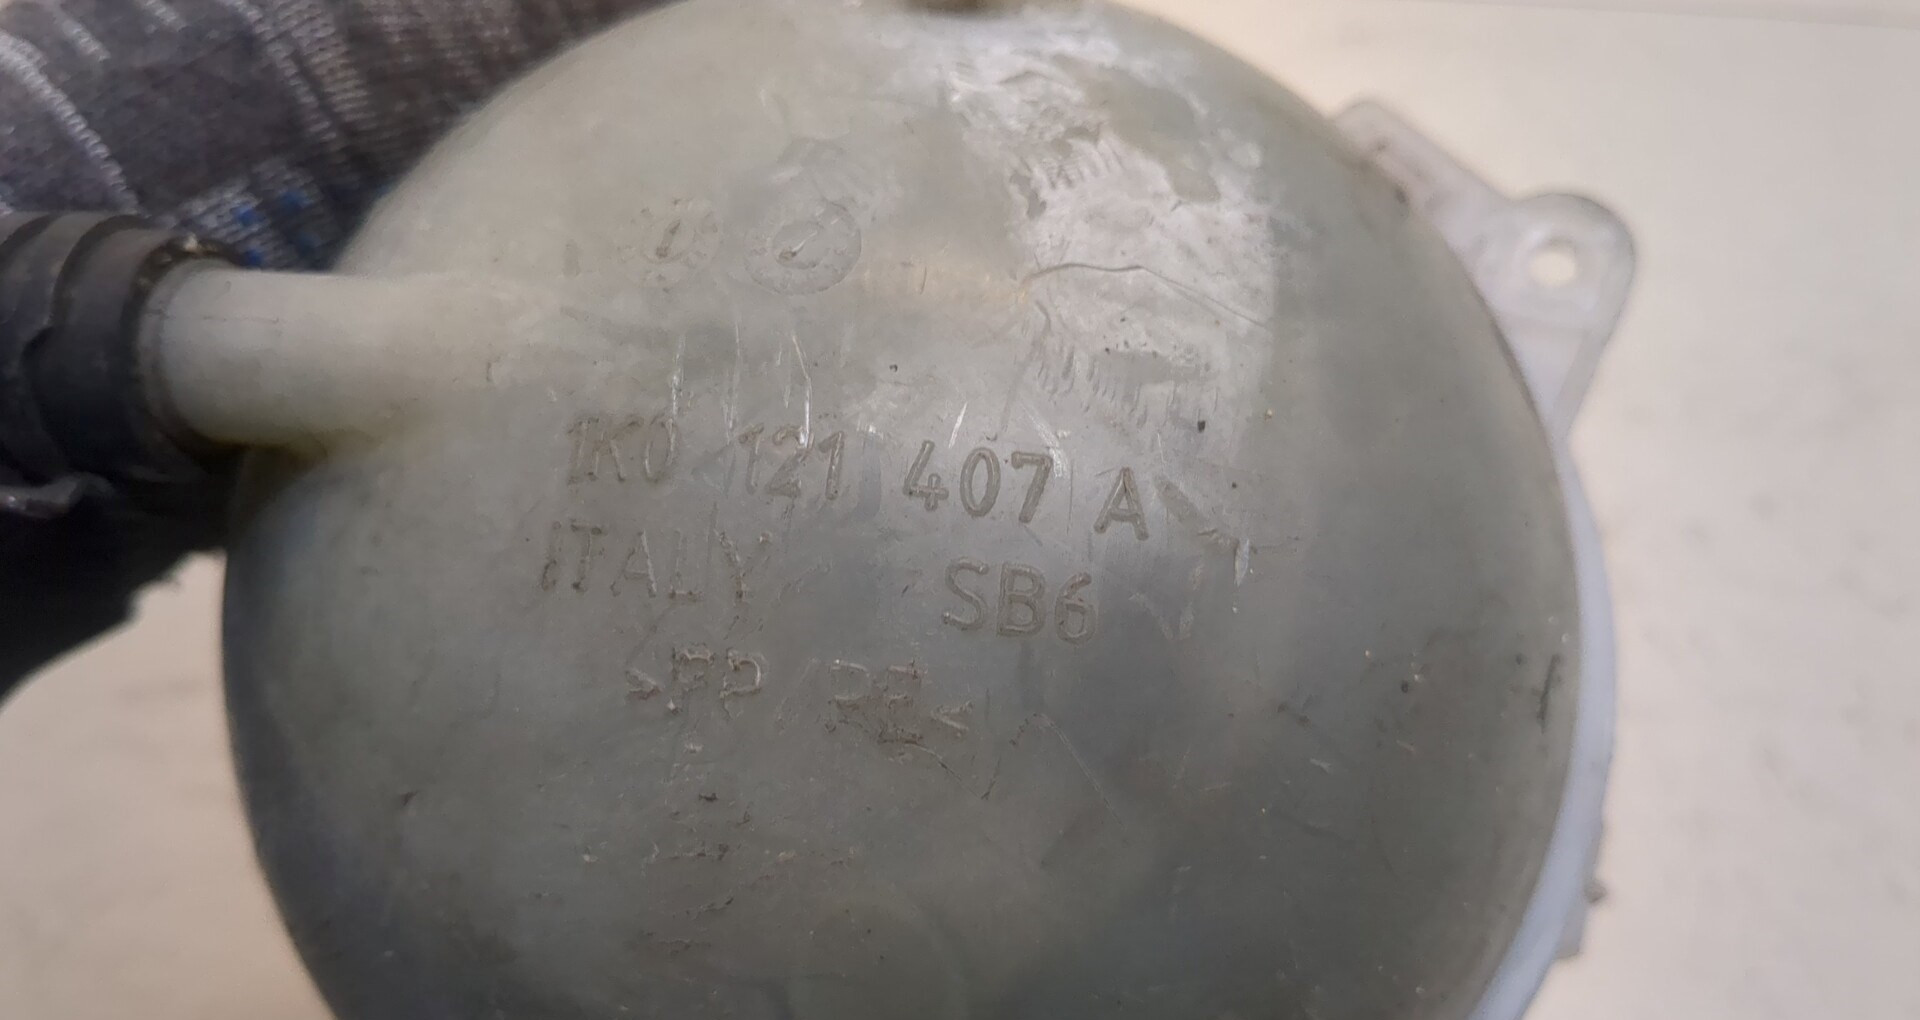 1K0 121 407 A
ITALY SB6
>PP/PE<